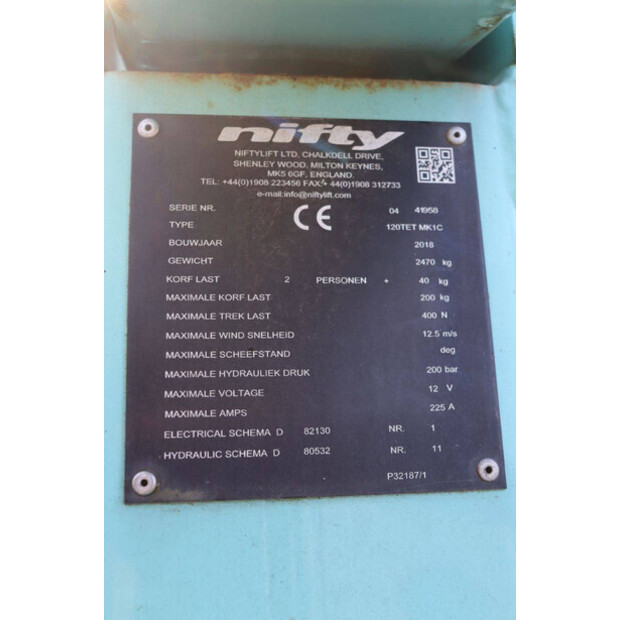 nifty
NIFTYLIFT LTD, CHALKDELL DRIVE,
SHENLEY WOOD, MILTON KEYNES,
MK5 6GF, ENGLAND.
TEL: +44(0)1908 223456 FAX:+ 44(0)1908 312733
e-mail:info@niftylift.com
CE
SERIE NR. 04 41958
TYPE 120TET MK1C
BOUWJAAR 2018
GEWICHT 2470 kg
KORF LAST 2 PERSONEN + 40 kg
MAXIMALE KORF LAST 200 kg
MAXIMALE TREK LAST 400 N
MAXIMALE WIND SNELHEID 12.5 m/s
MAXIMALE SCHEEFSTAND deg
MAXIMALE HYDRAULIEK DRUK 200 bar
MAXIMALE VOLTAGE 12 V
MAXIMALE AMPS 225 A
ELECTRICAL SCHEMA D 82130 NR. 1
HYDRAULIC SCHEMA D 80532 NR. 11
P32187/1